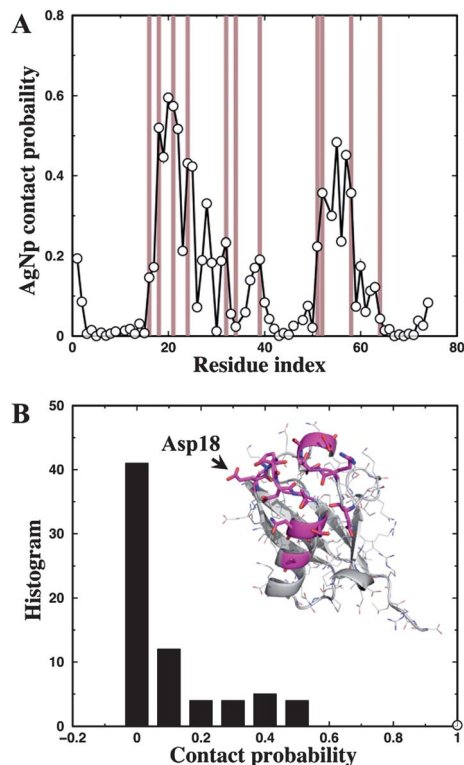 A
AgNp contact probaility
0.8
0.6
0.4
0.2
0
0 20 40 60 80
Residue index
B
Histogram
50
40
30
20
10
0
Asp18
−0.2 0 0.2 0.4 0.6 0.8 1
Contact probability